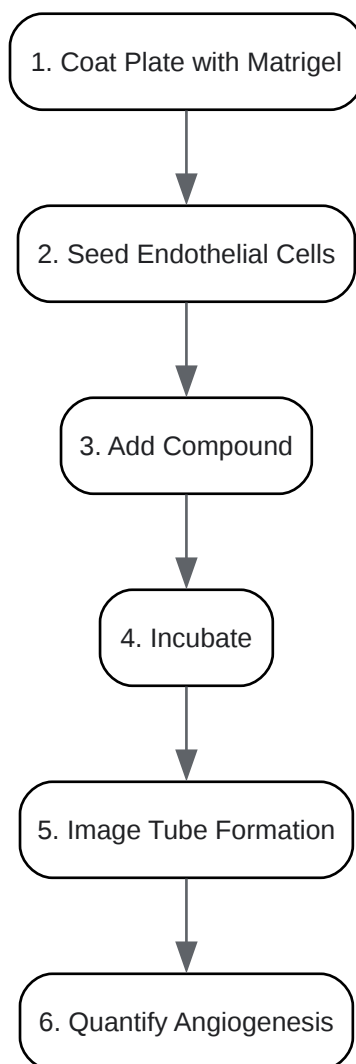 1. Coat Plate with Matrigel
2. Seed Endothelial Cells
3. Add Compound
4. Incubate
5. Image Tube Formation
6. Quantify Angiogenesis